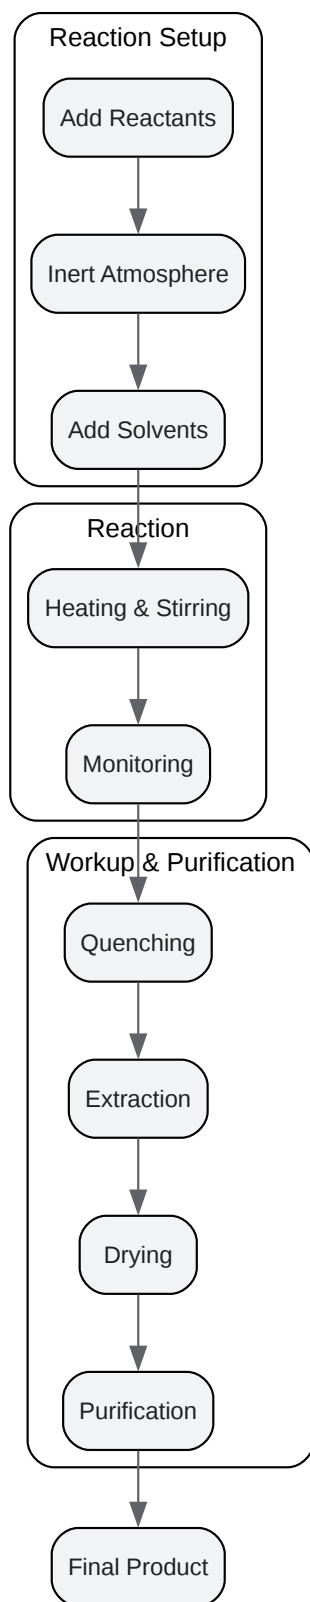 Reaction Setup
Add Reactants
Inert Atmosphere
Add Solvents
Reaction
Heating & Stirring
Monitoring
Workup & Purification
Quenching
Extraction
Drying
Purification
Final Product